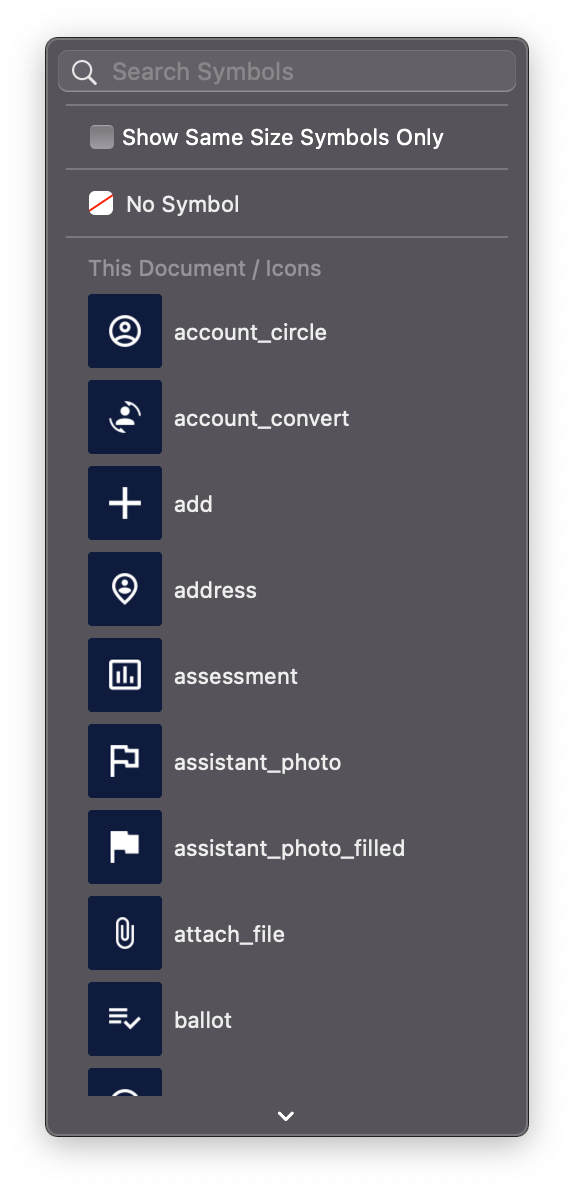 Search Symbols
Show Same Size Symbols Only
No Symbol
This Document / Icons
account_circle
account_convert
add
address
assessment
assistant_photo
assistant_photo_filled
attach_file
ballot